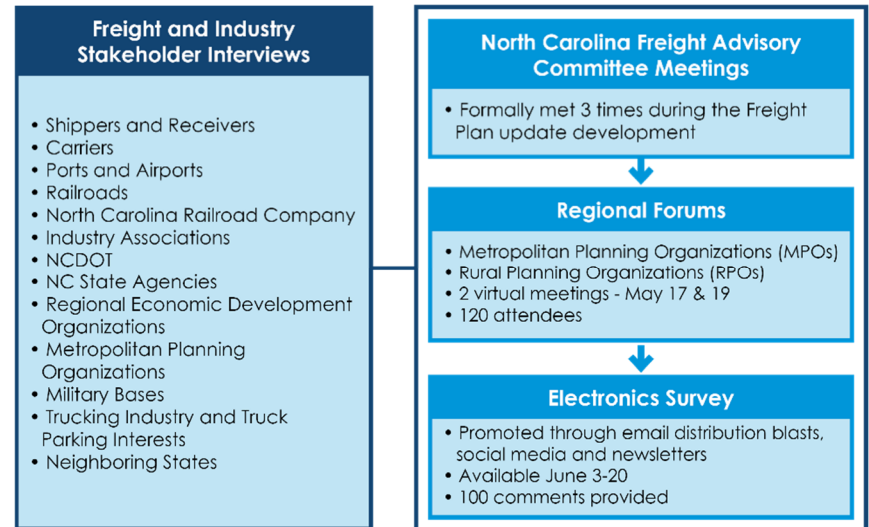 Freight and Industry
Stakeholder Interviews
• Shippers and Receivers
• Carriers
• Ports and Airports
• Railroads
• North Carolina Railroad Company
• Industry Associations
• NCDOT
• NC State Agencies
• Regional Economic Development
Organizations
• Metropolitan Planning
Organizations
• Military Bases
• Trucking Industry and Truck
Parking Interests
• Neighboring States
North Carolina Freight Advisory
Committee Meetings
• Formally met 3 times during the Freight
Plan update development
Regional Forums
• Metropolitan Planning Organizations (MPOs)
• Rural Planning Organizations (RPOs)
• 2 virtual meetings - May 17 & 19
• 120 attendees
Electronics Survey
• Promoted through email distribution blasts,
social media and newsletters
• Available June 3-20
• 100 comments provided